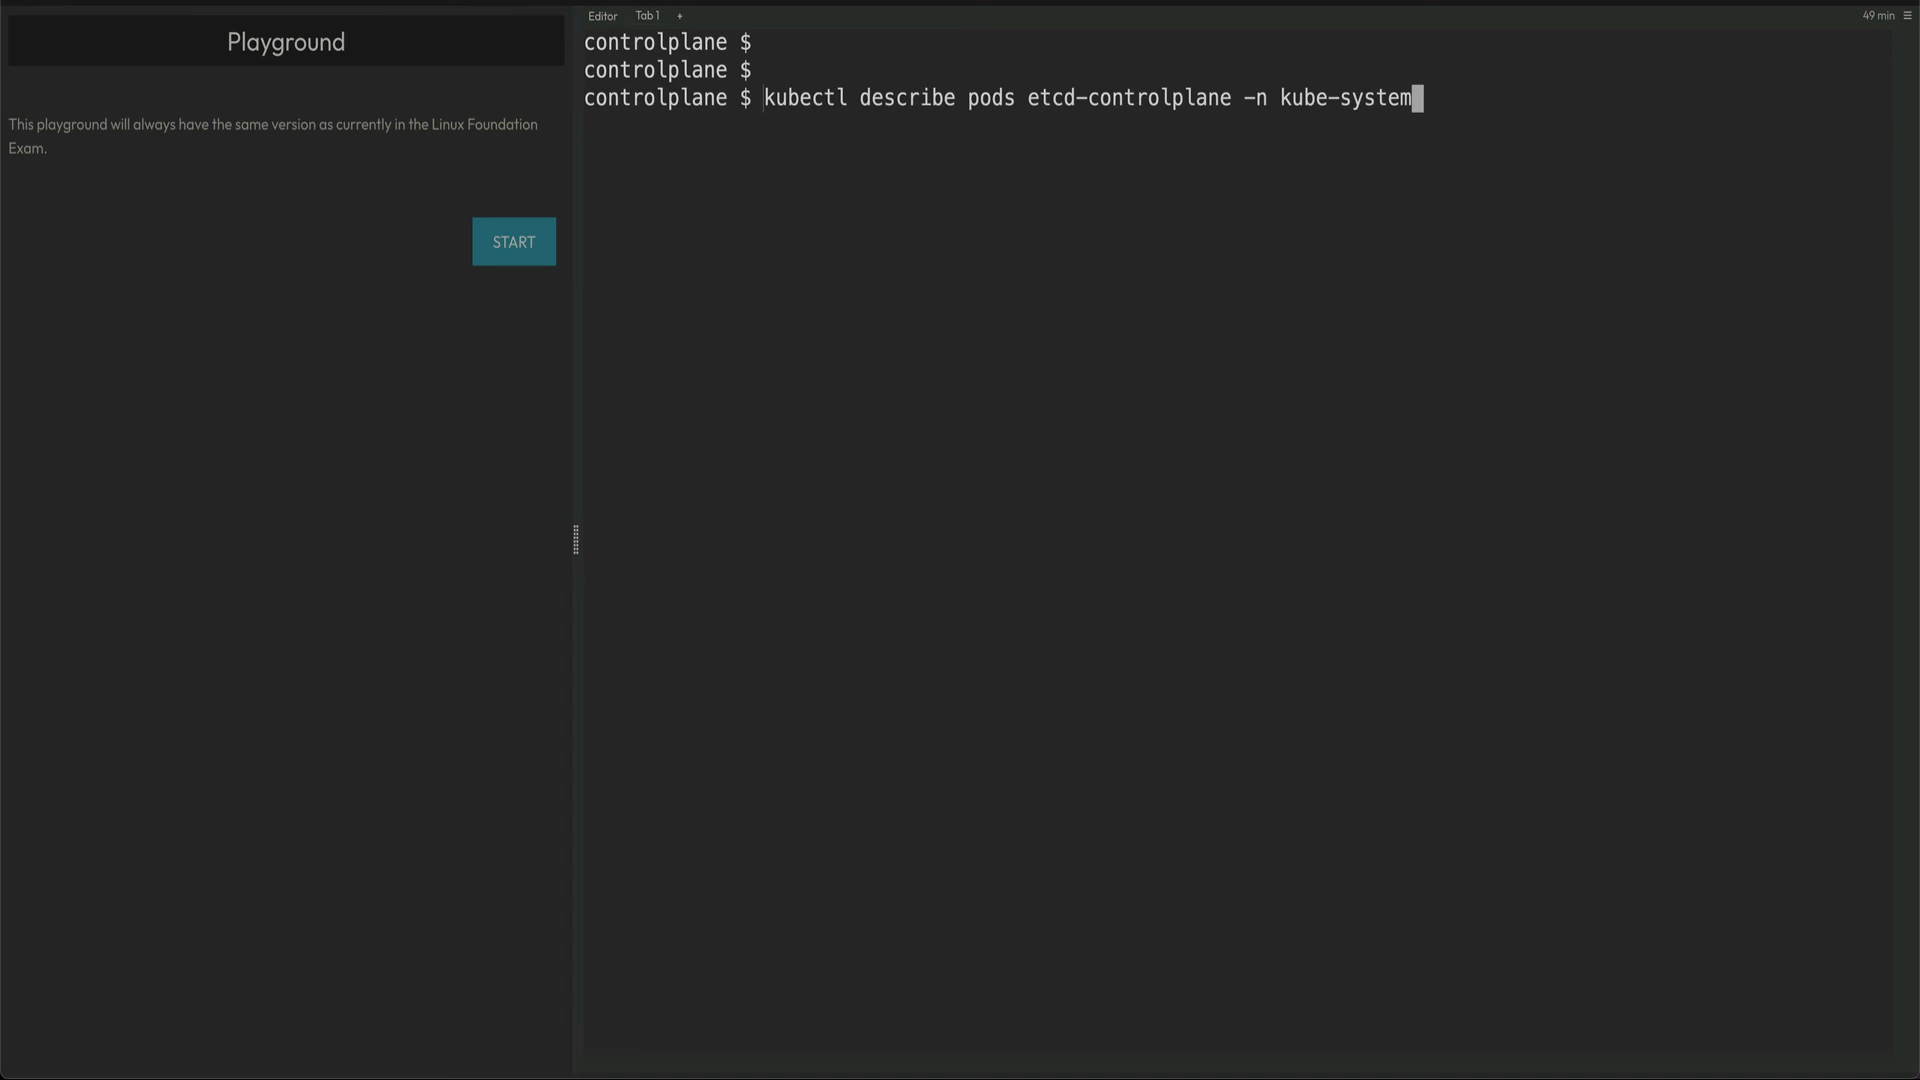 Playground
This playground will always have the same version as currently in the Linux Foundation
Exam.
START
Editor Tab 1 +
49 min
controlplane $
controlplane $
controlplane $ kubectl describe pods etcd-controlplane -n kube-system